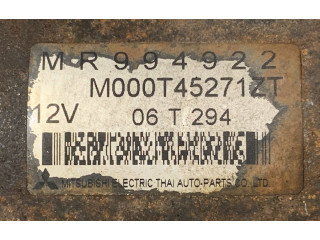 MR994922
M000T45271ZT
12V 06 T 294
MITSUBISHI ELECTRIC THAI AUTO-PARTS CO.,LTD.